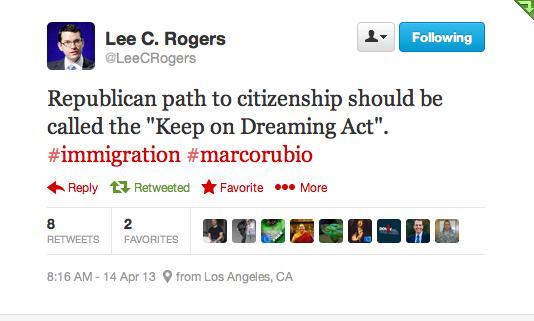 Lee C. Rogers
@LeeCRogers
Following
Republican path to citizenship should be
called the "Keep on Dreaming Act".
#immigration #marcorubio
Reply Retweeted Favorite More
8 2
RETWEETS FAVORITES
8:16 AM - 14 Apr 13 from Los Angeles, CA